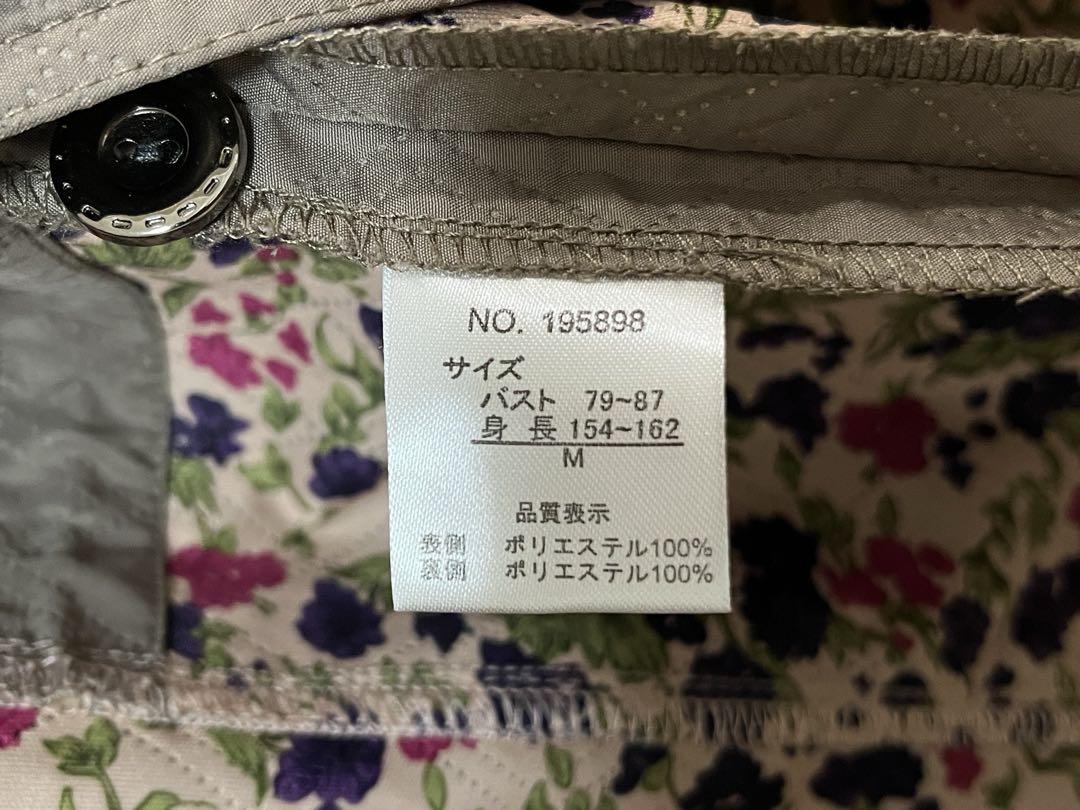 NO. 195898
サイズ
バスト 79~87
身 長 154~162
M
品質表示
表側 ポリエステル100%
裏側 ポリエステル100%